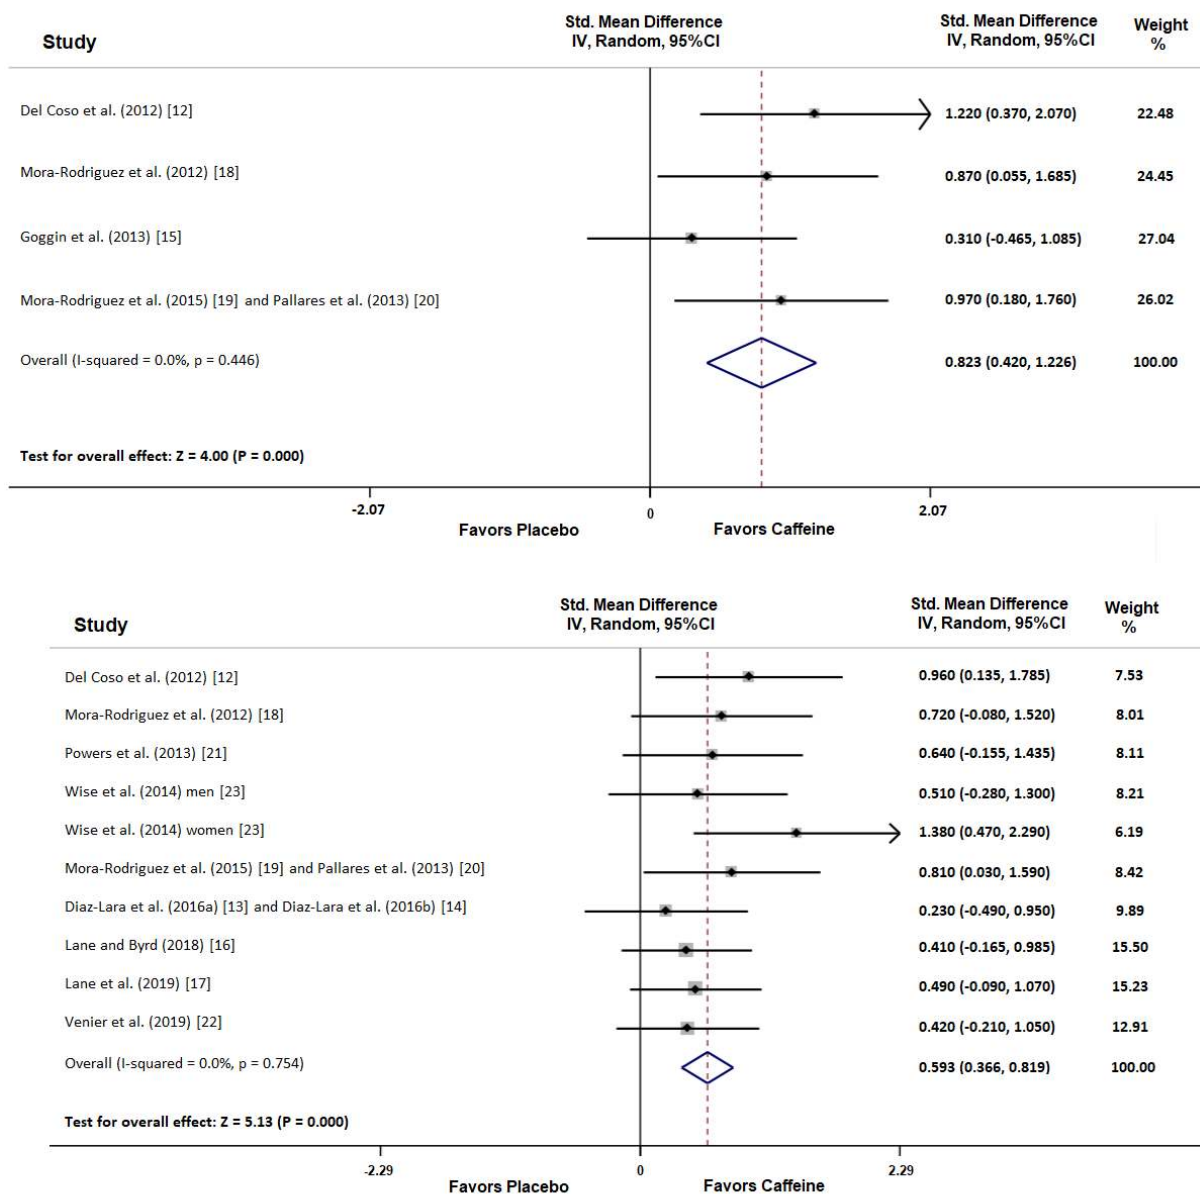 Study
Std. Mean Difference
IV, Random, 95%CI
Std. Mean Difference
IV, Random, 95%CI
Weight
%
Del Coso et al. (2012) [12] 1.220 (0.370, 2.070) 22.48
Mora-Rodriguez et al. (2012) [18] 0.870 (0.055, 1.685) 24.45
Goggin et al. (2013) [15] 0.310 (-0.465, 1.085) 27.04
Mora-Rodriguez et al. (2015) [19] and Pallares et al. (2013) [20] 0.970 (0.180, 1.760) 26.02
Overall (I-squared = 0.0%, p = 0.446) 0.823 (0.420, 1.226) 100.00
Test for overall effect: Z = 4.00 (P = 0.000)
-2.07 0 2.07
Favors Placebo Favors Caffeine
Study
Std. Mean Difference
IV, Random, 95%CI
Std. Mean Difference
IV, Random, 95%CI
Weight
%
Del Coso et al. (2012) [12] 0.960 (0.135, 1.785) 7.53
Mora-Rodriguez et al. (2012) [18] 0.720 (-0.080, 1.520) 8.01
Powers et al. (2013) [21] 0.640 (-0.155, 1.435) 8.11
Wise et al. (2014) men [23] 0.510 (-0.280, 1.300) 8.21
Wise et al. (2014) women [23] 1.380 (0.470, 2.290) 6.19
Mora-Rodriguez et al. (2015) [19] and Pallares et al. (2013) [20] 0.810 (0.030, 1.590) 8.42
Diaz-Lara et al. (2016a) [13] and Diaz-Lara et al. (2016b) [14] 0.230 (-0.490, 0.950) 9.89
Lane and Byrd (2018) [16] 0.410 (-0.165, 0.985) 15.50
Lane et al. (2019) [17] 0.490 (-0.090, 1.070) 15.23
Venier et al. (2019) [22] 0.420 (-0.210, 1.050) 12.91
Overall (I-squared = 0.0%, p = 0.754) 0.593 (0.366, 0.819) 100.00
Test for overall effect: Z = 5.13 (P = 0.000)
-2.29 0 2.29
Favors Placebo Favors Caffeine